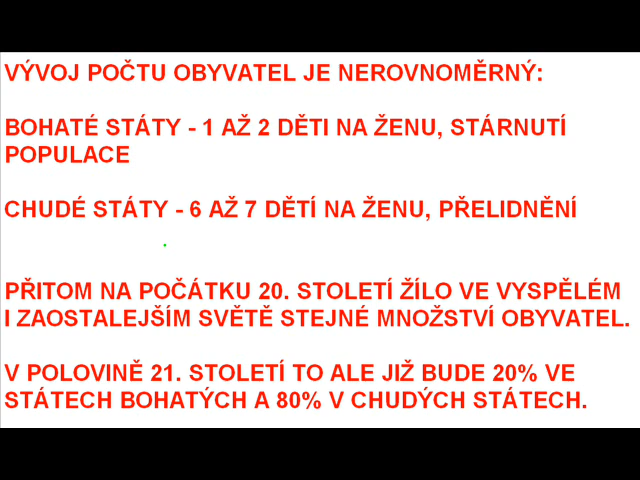 VÝVOJ POČTU OBYVATEL JE NEROVNOMĚRNÝ:
BOHATÉ STÁTY - 1 AŽ 2 DĚTI NA ŽENU, STÁRNUTÍ
POPULACE
CHUDÉ STÁTY - 6 AŽ 7 DĚTÍ NA ŽENU, PŘELIDNĚNÍ
PŘITOM NA POČÁTKU 20. STOLETÍ ŽÍLO VE VYSPĚLÉM
I ZAOSTALEJŠÍM SVĚTĚ STEJNÉ MNOŽSTVÍ OBYVATEL.
V POLOVINĚ 21. STOLETÍ TO ALE JIŽ BUDE 20% VE
STÁTECH BOHATÝCH A 80% V CHUDÝCH STÁTECH.